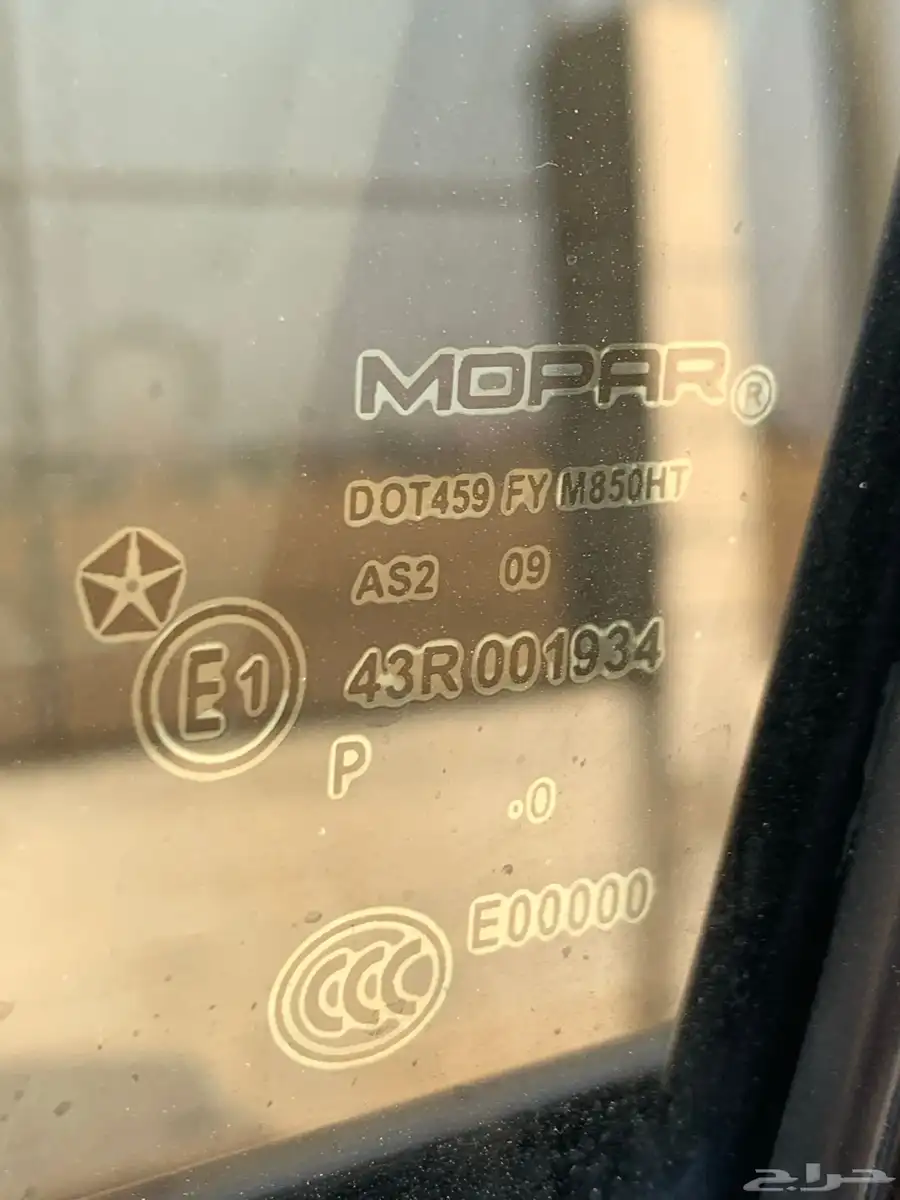 MOPAR®
DOT459 FY M850HT
AS2 09
E1 43R 001934
P
.0
CCC E00000
حراج